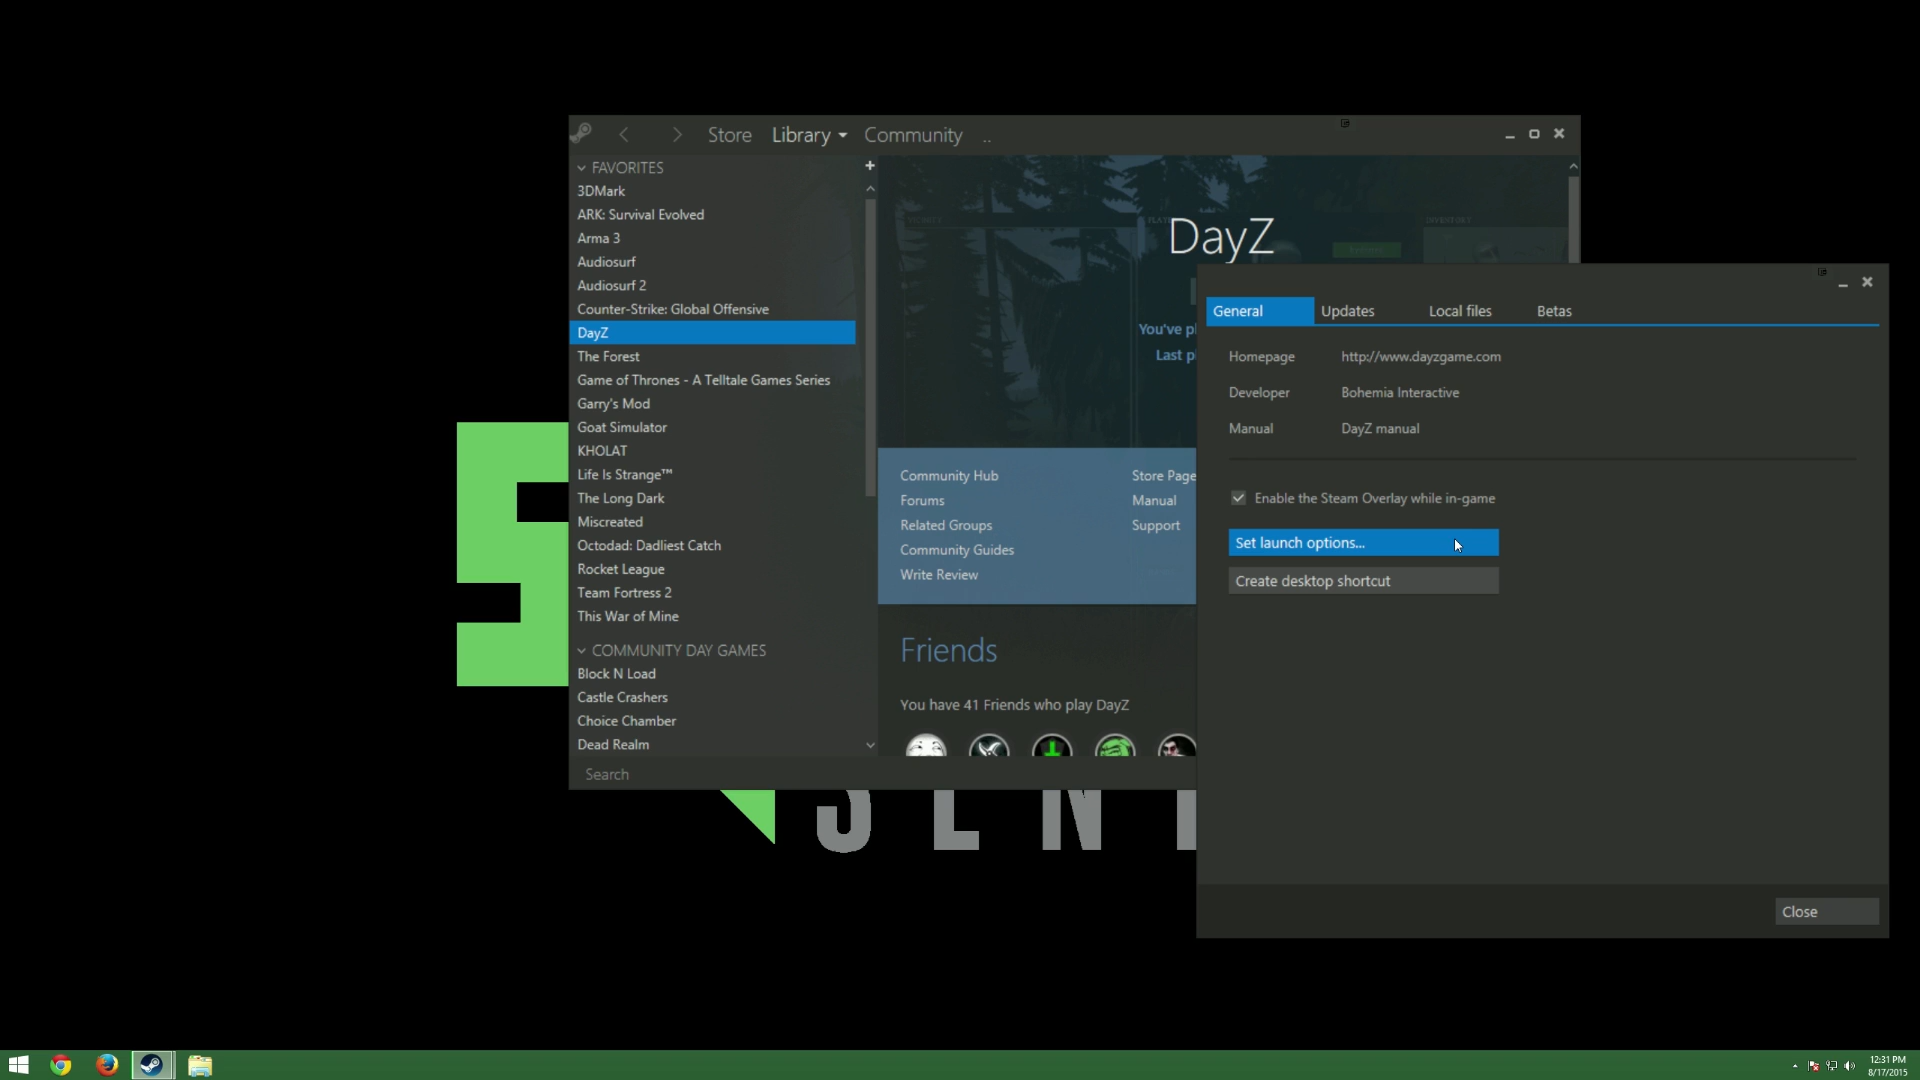 Store Library Community ..
FAVORITES
3DMark
ARK: Survival Evolved
Arma 3
Audiosurf
Audiosurf 2
Counter-Strike: Global Offensive
DayZ
The Forest
Game of Thrones - A Telltale Games Series
Garry's Mod
Goat Simulator
KHOLAT
Life Is Strange™
The Long Dark
Miscreated
Octodad: Dadliest Catch
Rocket League
Team Fortress 2
This War of Mine
COMMUNITY DAY GAMES
Block N Load
Castle Crashers
Choice Chamber
Dead Realm
Search
DayZ
INVENTORY
You've pl
Last pl
Community Hub
Forums
Related Groups
Community Guides
Write Review
Store Page
Manual
Support
Friends
You have 41 Friends who play DayZ
General Updates Local files Betas
Homepage http://www.dayzgame.com
Developer Bohemia Interactive
Manual DayZ manual
Enable the Steam Overlay while in-game
Set launch options...
Create desktop shortcut
Close
12:31 PM
8/17/2015